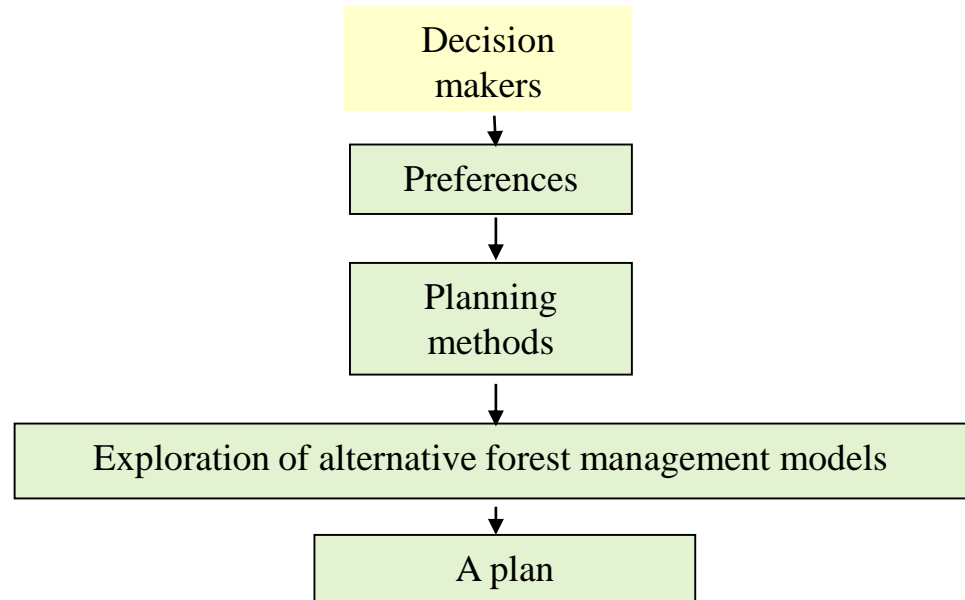 Decision
makers
Preferences
Planning
methods
Exploration of alternative forest management models
A plan